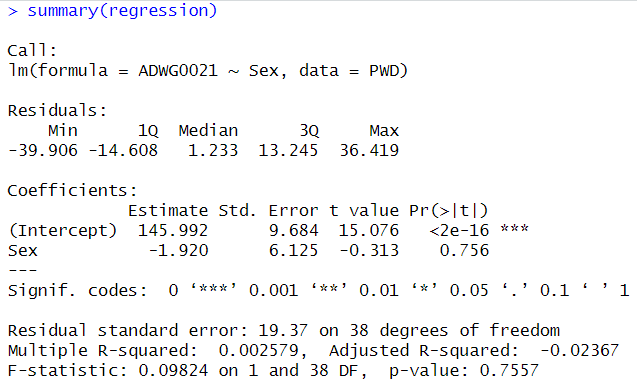 > summary(regression)
Call:
lm(formula = ADWG0021 ~ Sex, data = PWD)
Residuals:
    Min      1Q  Median      3Q     Max
-39.906 -14.608   1.233  13.245  36.419
Coefficients:
            Estimate Std. Error t value Pr(>|t|)
(Intercept)  145.992      9.684  15.076   <2e-16 ***
Sex           -1.920      6.125  -0.313    0.756
---
Signif. codes:  0 ‘***’ 0.001 ‘**’ 0.01 ‘*’ 0.05 ‘.’ 0.1 ‘ ’ 1
Residual standard error: 19.37 on 38 degrees of freedom
Multiple R-squared:  0.002579,  Adjusted R-squared:  -0.02367
F-statistic: 0.09824 on 1 and 38 DF,  p-value: 0.7557